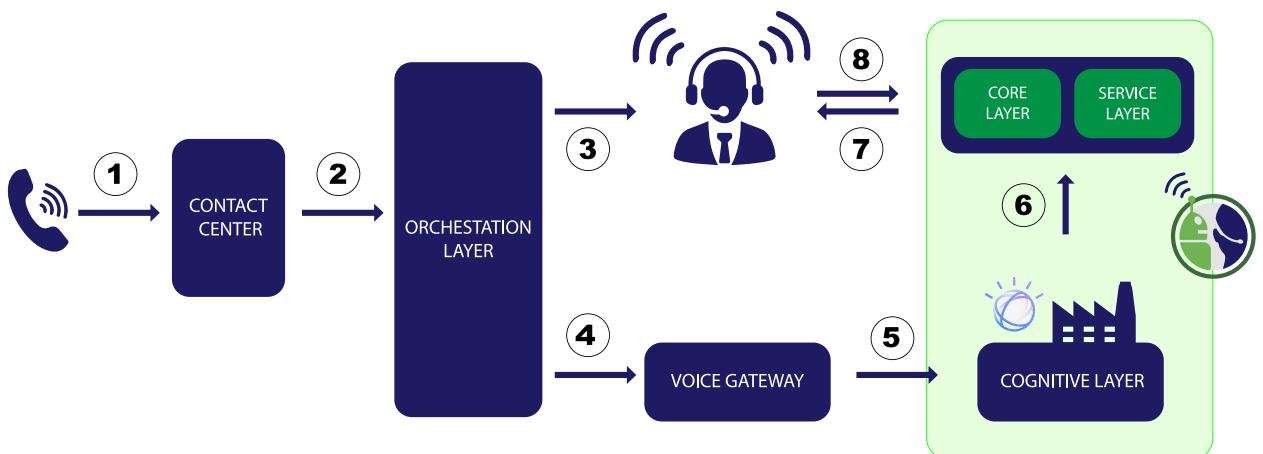 1
CONTACT
CENTER
2
ORCHESTATION
LAYER
3
4
VOICE GATEWAY
5
COGNITIVE LAYER
6
7
8
CORE
LAYER
SERVICE
LAYER